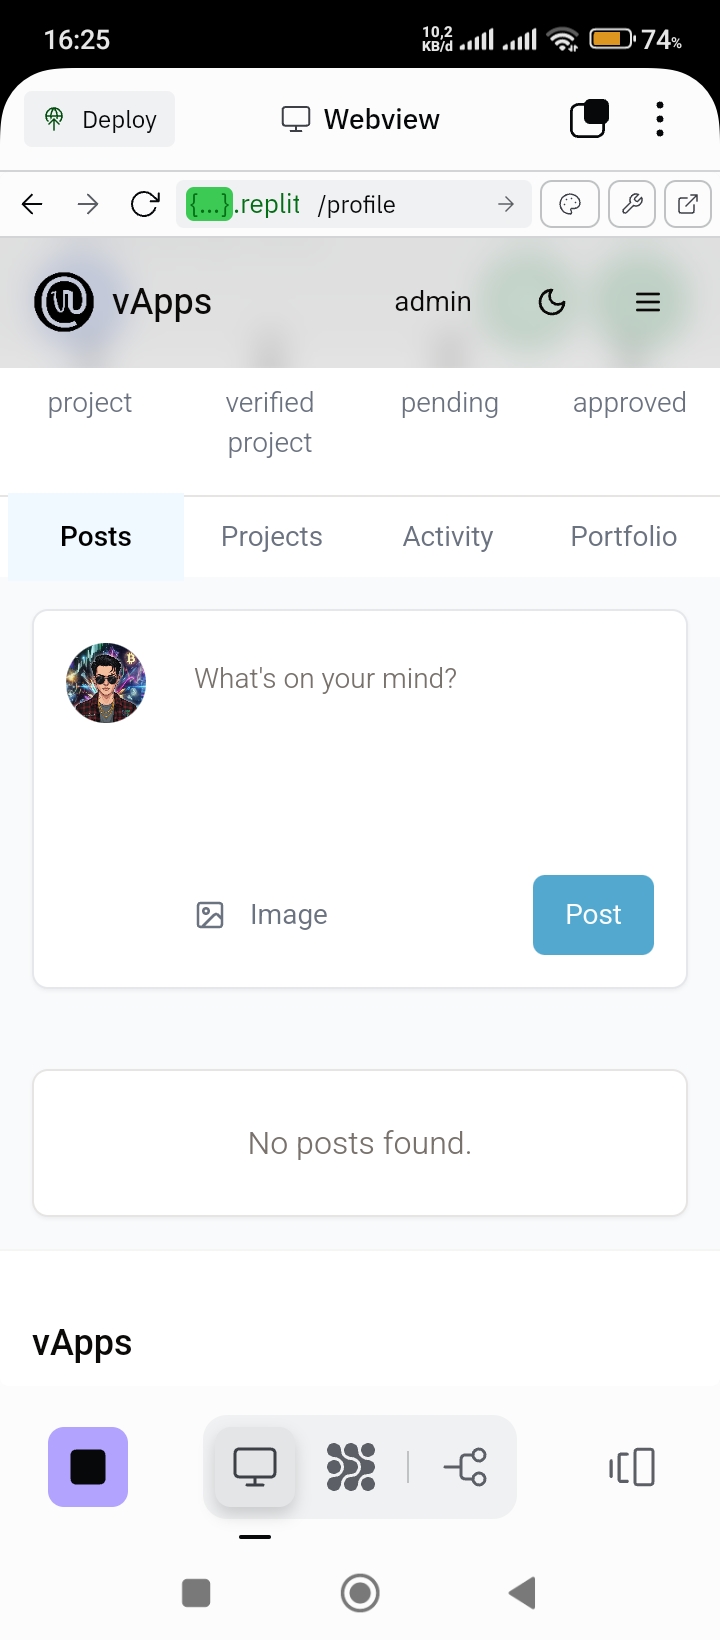 16:25
10,2
KB/d
74%
Deploy
Webview
{...}.replit /profile
vApps
admin
project
verified
project
pending
approved
Posts
Projects
Activity
Portfolio
What's on your mind?
Image
Post
No posts found.
vApps